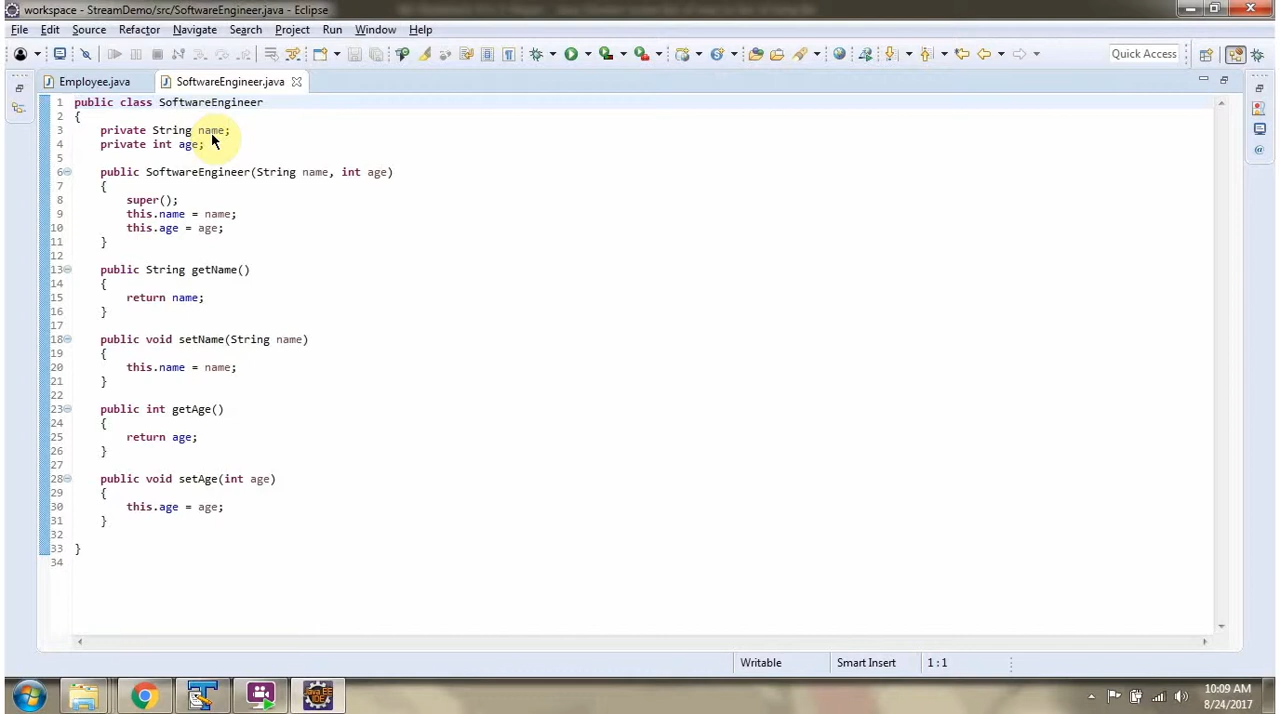 workspace - StreamDemo/src/SoftwareEngineer.java - Eclipse
File Edit Source Refactor Navigate Search Project Run Window Help
Quick Access
Employee.java SoftwareEngineer.java
1 public class SoftwareEngineer
2 {
3 private String name;
4 private int age;
5
6 public SoftwareEngineer(String name, int age)
7 {
8 super();
9 this.name = name;
10 this.age = age;
11 }
12
13 public String getName()
14 {
15 return name;
16 }
17
18 public void setName(String name)
19 {
20 this.name = name;
21 }
22
23 public int getAge()
24 {
25 return age;
26 }
27
28 public void setAge(int age)
29 {
30 this.age = age;
31 }
32
33 }
34
Writable Smart Insert 1 : 1
Java EE
IDE
10:09 AM
8/24/2017